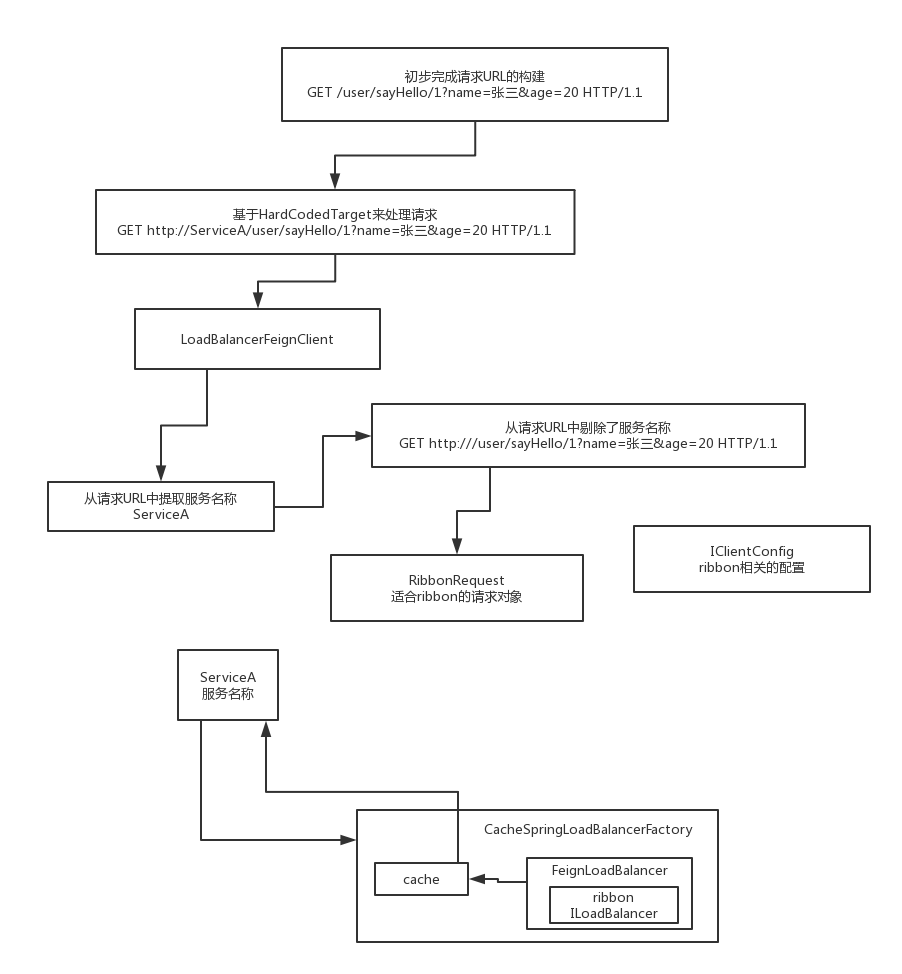 初步完成请求URL的构建
GET /user/sayHello/1?name=张三&age=20 HTTP/1.1
基于HardCodedTarget来处理请求
GET http://ServiceA/user/sayHello/1?name=张三&age=20 HTTP/1.1
LoadBalancerFeignClient
从请求URL中剔除了服务名称
GET http:///user/sayHello/1?name=张三&age=20 HTTP/1.1
从请求URL中提取服务名称
ServiceA
IClientConfig
ribbon相关的配置
RibbonRequest
适合ribbon的请求对象
ServiceA
服务名称
CacheSpringLoadBalancerFactory
cache
FeignLoadBalancer
ribbon
ILoadBalancer